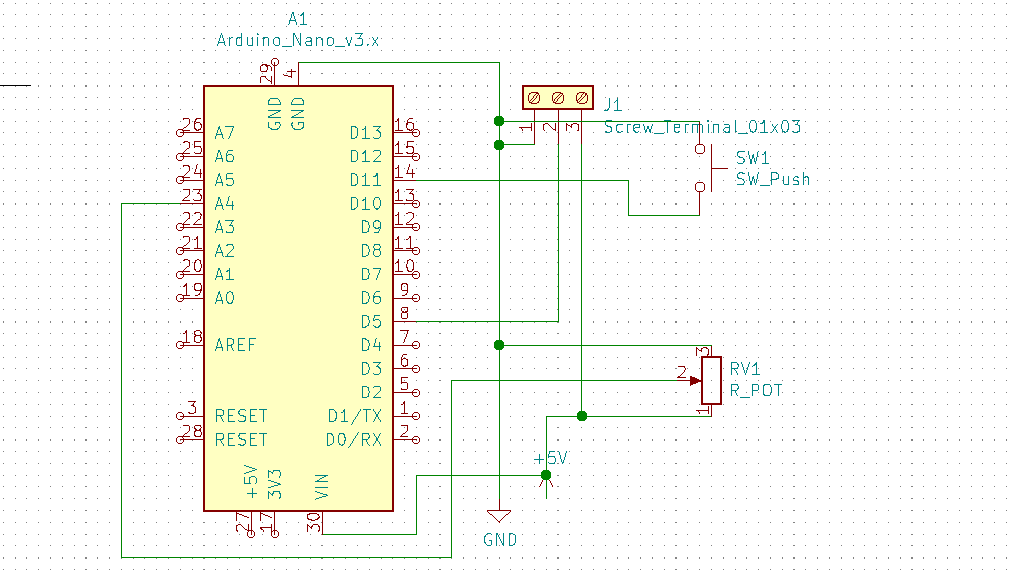 A1
Arduino_Nano_v3.x
29
4
GND
GND
J1
Screw_Terminal_01x03
1
2
3
26
A7
D13
16
25
A6
D12
15
24
A5
D11
14
23
A4
D10
13
22
A3
D9
12
21
A2
D8
11
20
A1
D7
10
19
A0
D6
9
D5
8
18
AREF
D4
7
D3
6
D2
5
3
RESET
D1/TX
1
28
RESET
D0/RX
2
+5V
3V3
VIN
27
17
30
SW1
SW_Push
3
2
RV1
R_POT
1
+5V
GND